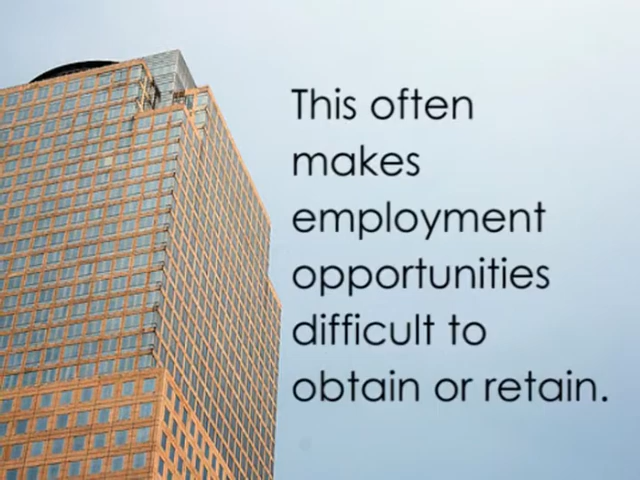 This often
makes
employment
opportunities
difficult to
obtain or retain.